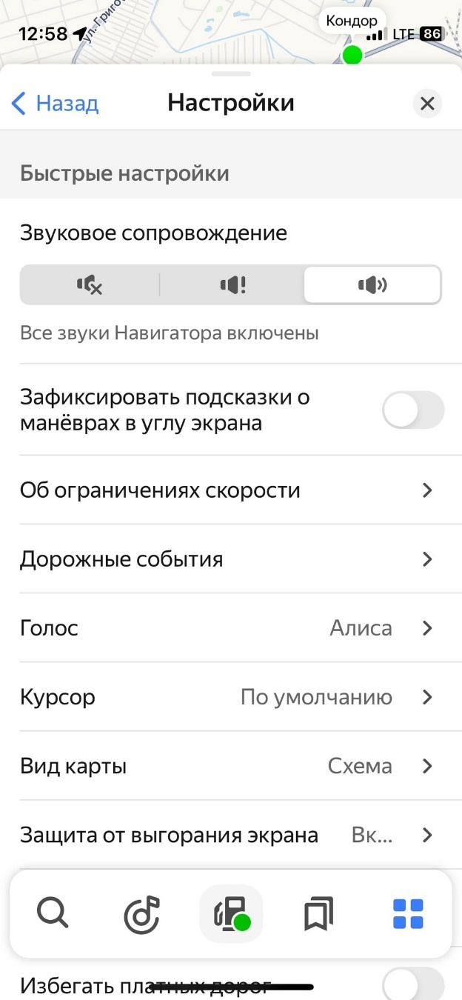 ул. Григо
Кондор
12:58
LTE 86
Назад
Настройки
Быстрые настройки
Звуковое сопровождение
Все звуки Навигатора включены
Зафиксировать подсказки о
манёврах в углу экрана
Об ограничениях скорости
Дорожные события
Голос
Алиса
Курсор
По умолчанию
Вид карты
Схема
Защита от выгорания экрана
Вк...
Избегать платных дорог